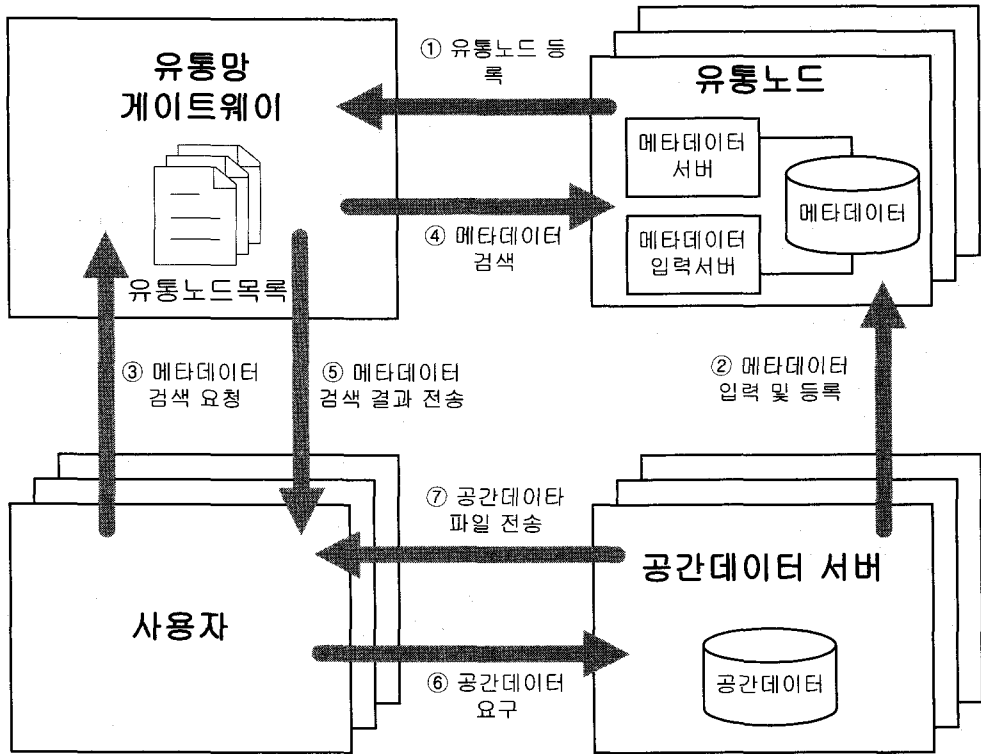 유통망
게이트웨이
유통노드목록
① 유통노드 등
록
④ 메타데이터
검색
유통노드
메타데이터
서버
메타데이터
입력서버
메타데이터
③ 메타데이터
검색 요청
⑤ 메타데이터
검색 결과 전송
② 메타데이터
입력 및 등록
사용자
⑦ 공간데이타
파일 전송
⑥ 공간데이터
요구
공간데이터 서버
공간데이터